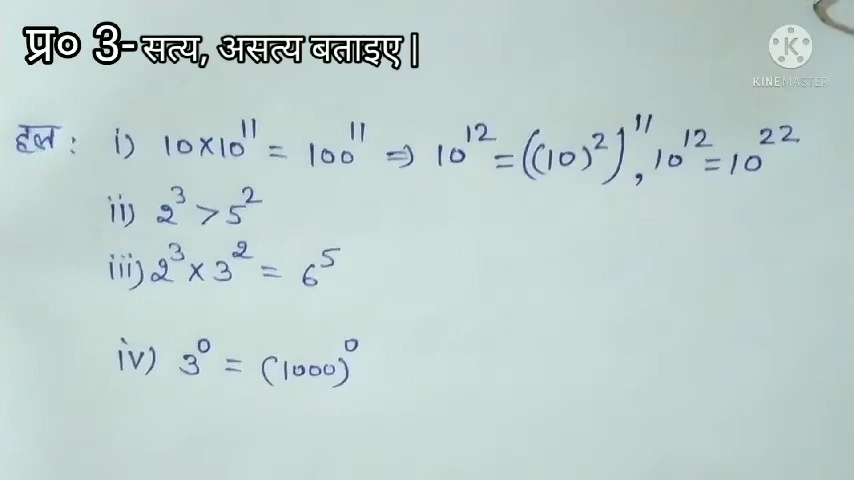 प्र० 3- सत्य, असत्य बताइए |
KINEMASTER
हल : i) 10×10¹¹ = 100¹¹ ⇒ 10¹² = ((10)²)¹¹, 10¹² = 10²²
ii) 2³ > 5²
iii) 2³ × 3² = 6⁵
iv) 3⁰ = (1000)⁰